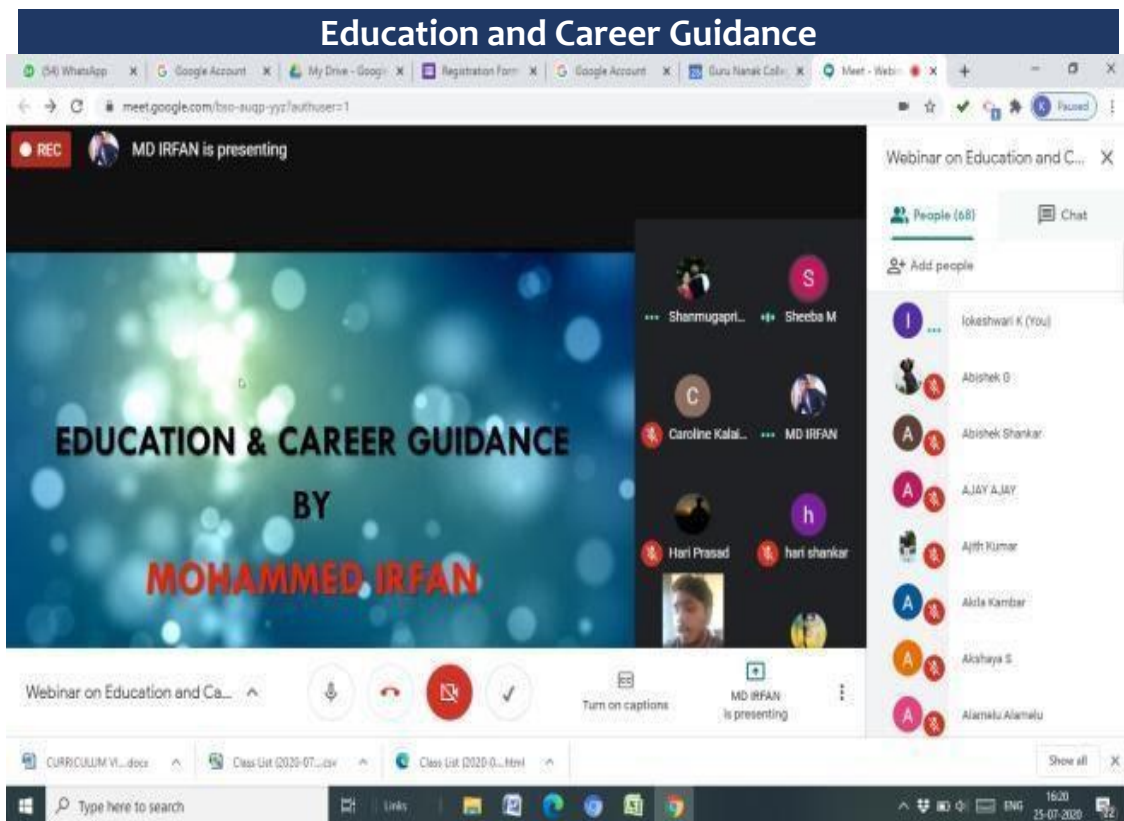 Education and Career Guidance
(54) WhatsApp
Google Account
My Drive - Googl
Registration Form
Google Account
Guru Nanak Colle
Meet - Webin
meet.google.com/bso-auqp-yyz?authuser=1
Paused
REC
MD IRFAN is presenting
Webinar on Education and C...
People (68)
Chat
Add people
S
Shanmugapri...
Sheeba M
C
Caroline Kalai...
MD IRFAN
h
Hari Prasad
hari shankar
EDUCATION & CAREER GUIDANCE
BY
MOHAMMED IRFAN
lokeshwari K (You)
Abishek G
A
Abishek Shankar
A
AJAY AJAY
Ajith Kumar
A
Akila Kambar
A
Akshaya S
A
Alamelu Alamelu
Webinar on Education and Ca...
Turn on captions
MD IRFAN
is presenting
CURRICULUM VI....docx
Class List (2020-07....csv
Class List (2020-0....html
Show all
Type here to search
Links
ENG
16:20
25-07-2020